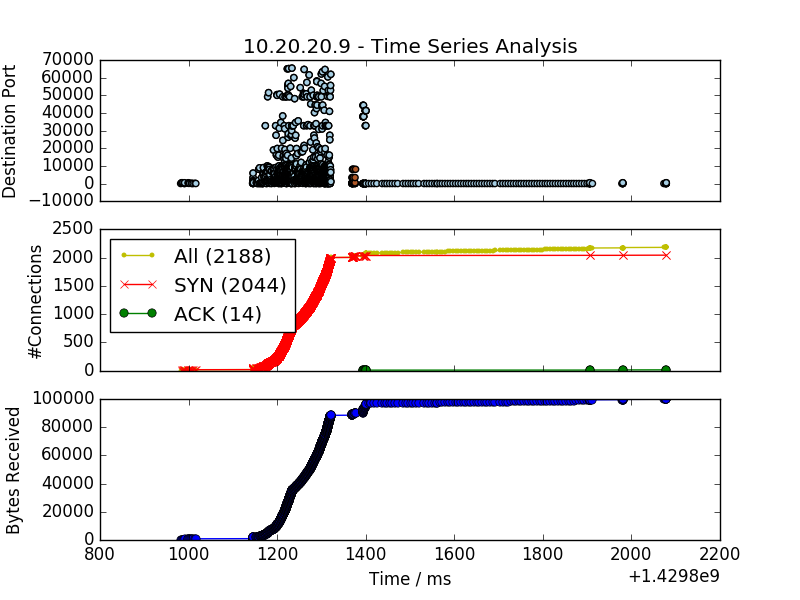 10.20.20.9 - Time Series Analysis
Destination Port
70000
60000
50000
40000
30000
20000
10000
0
−10000
#Connections
2500
2000
1500
1000
500
0
All (2188)
SYN (2044)
ACK (14)
Bytes Received
100000
80000
60000
40000
20000
0
800 1000 1200 1400 1600 1800 2000 2200
Time / ms
+1.4298e9